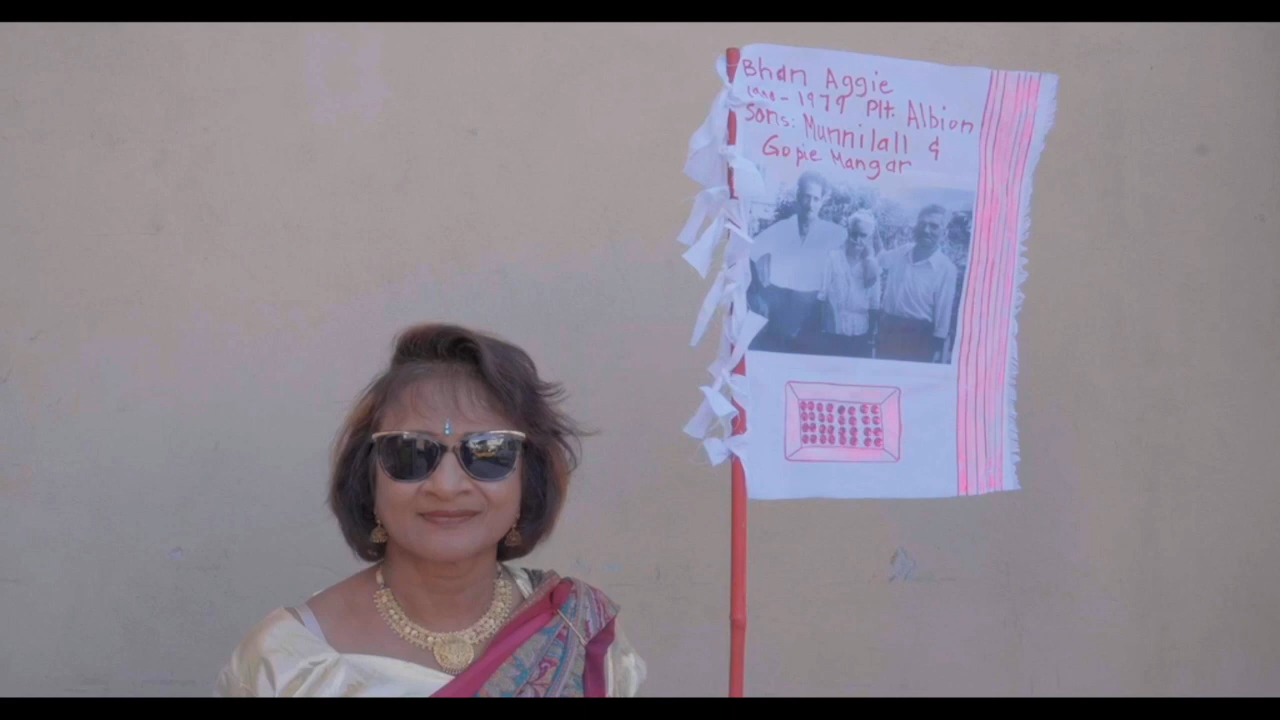 Bhan Aggie
- 1979 Plt. Albion
Sons: Munnilall &
Gopie Mangar